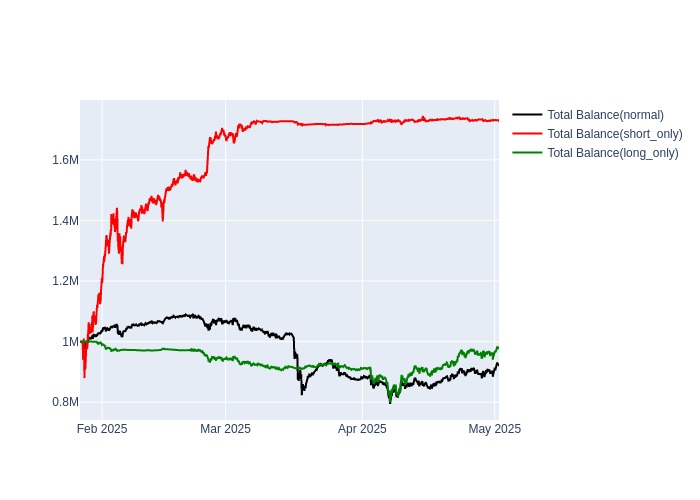 Total Balance(normal)
Total Balance(short_only)
Total Balance(long_only)
1.6M
1.4M
1.2M
1M
0.8M
Feb 2025
Mar 2025
Apr 2025
May 2025